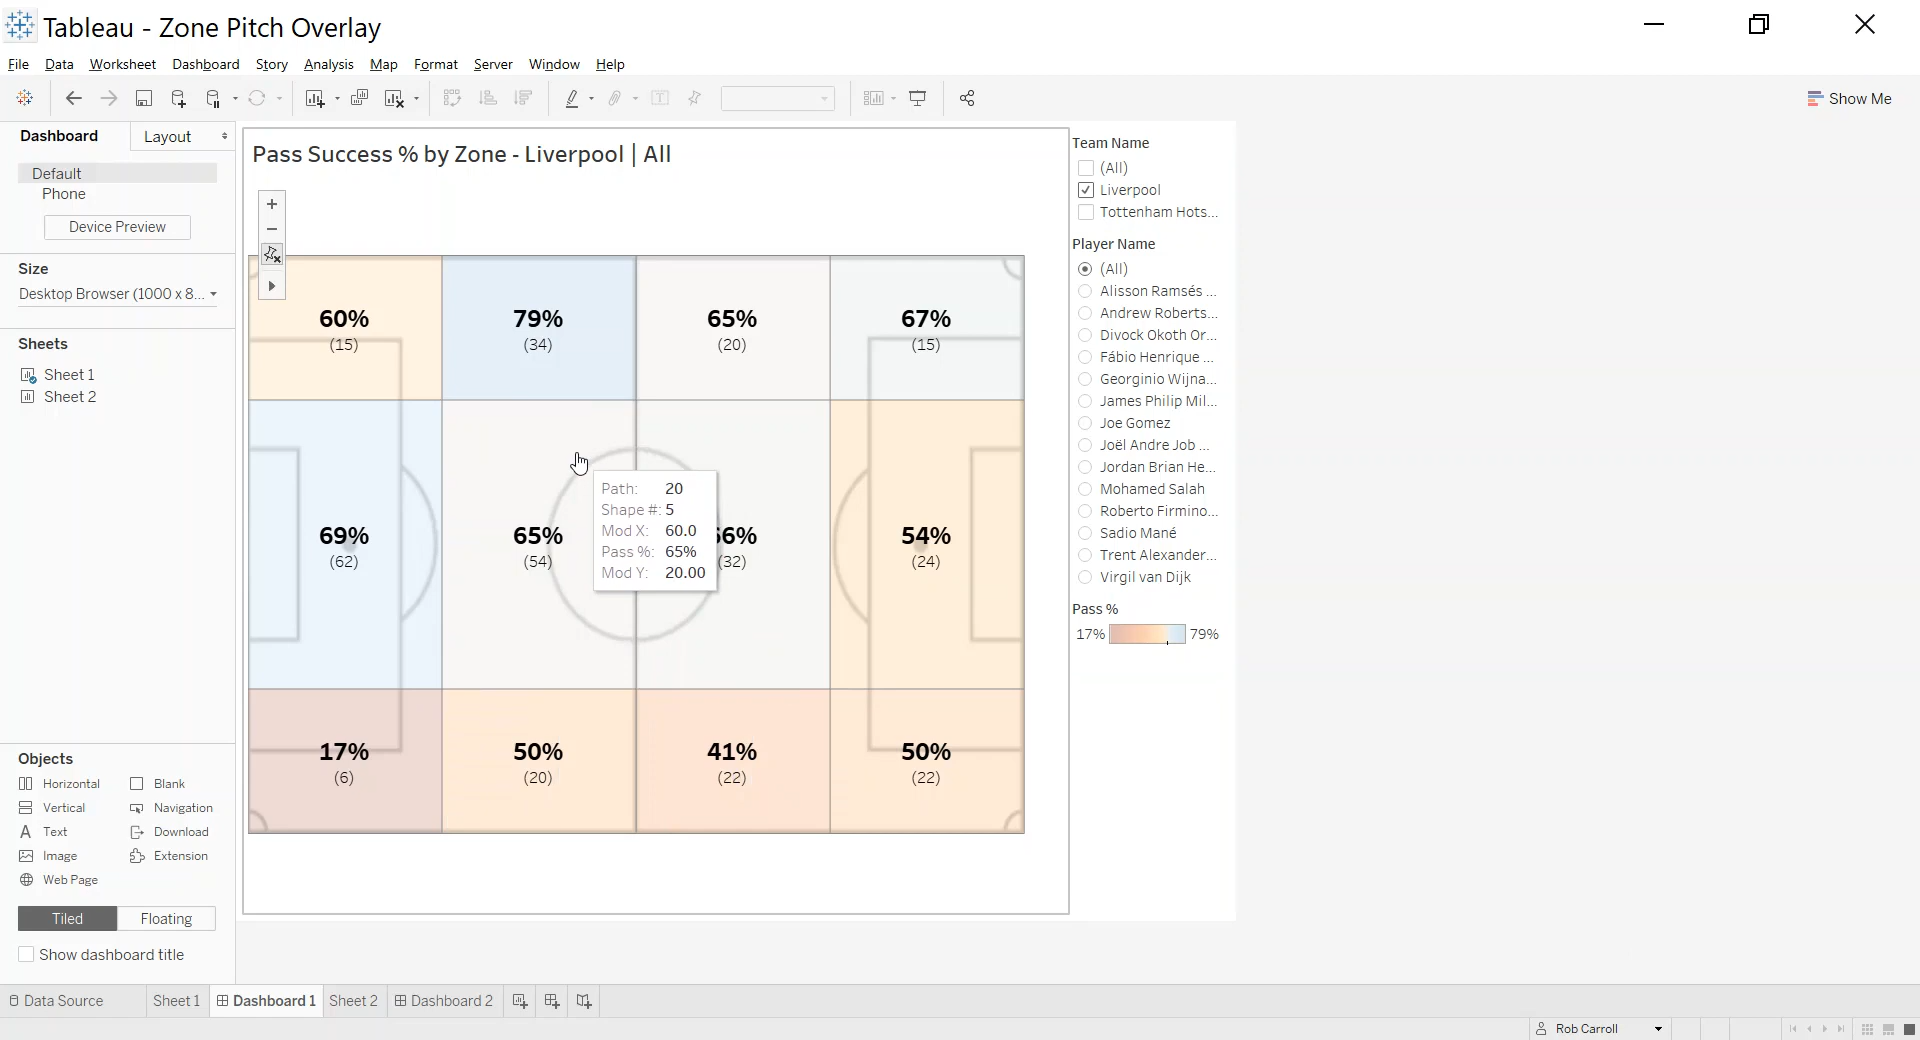 Tableau - Zone Pitch Overlay
File Data Worksheet Dashboard Story Analysis Map Format Server Window Help
Show Me
Dashboard Layout
Default
Phone
Device Preview
Size
Desktop Browser (1000 x 8...
Sheets
Sheet 1
Sheet 2
Objects
Horizontal Blank
Vertical Navigation
Text Download
Image Extension
Web Page
Tiled Floating
Show dashboard title
Pass Success % by Zone - Liverpool | All
60% 79% 65% 67%
(15) (34) (20) (15)
69% 65% 66% 54%
(62) (54) (32) (24)
17% 50% 41% 50%
(6) (20) (22) (22)
Path: 20
Shape #: 5
Mod X: 60.0
Pass %: 65%
Mod Y: 20.00
Team Name
(All)
Liverpool
Tottenham Hots...
Player Name
(All)
Alisson Ramsés ...
Andrew Roberts...
Divock Okoth Or...
Fábio Henrique ...
Georginio Wijna...
James Philip Mil...
Joe Gomez
Joël Andre Job ...
Jordan Brian He...
Mohamed Salah
Roberto Firmino...
Sadio Mané
Trent Alexander...
Virgil van Dijk
Pass %
17% 79%
Data Source Sheet 1 Dashboard 1 Sheet 2 Dashboard 2
Rob Carroll